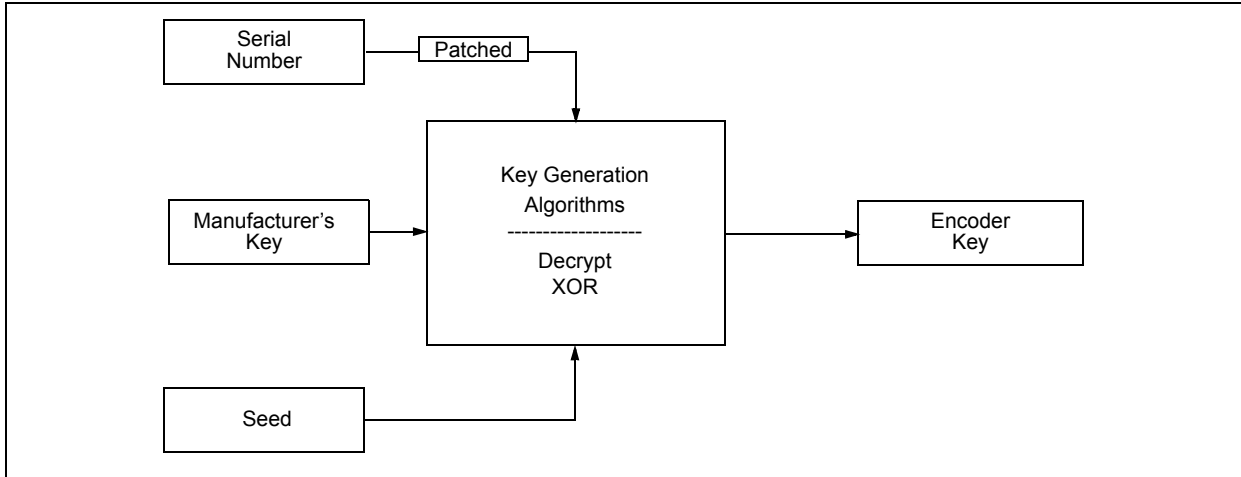 Serial
Number
Patched
Manufacturer's
Key
Key Generation
Algorithms
-------------------
Decrypt
XOR
Encoder
Key
Seed